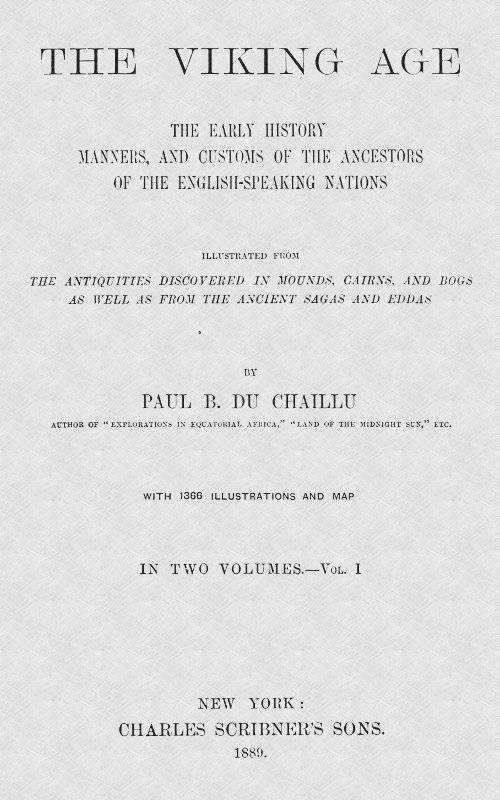 THE VIKING AGE
THE EARLY HISTORY
MANNERS, AND CUSTOMS OF THE ANCESTORS
OF THE ENGLISH-SPEAKING NATIONS
ILLUSTRATED FROM
THE ANTIQUITIES DISCOVERED IN MOUNDS, CAIRNS, AND BOGS
AS WELL AS FROM THE ANCIENT SAGAS AND EDDAS
BY
PAUL B. DU CHAILLU
AUTHOR OF "EXPLORATIONS IN EQUATORIAL AFRICA," "LAND OF THE MIDNIGHT SUN," ETC.
WITH 1366 ILLUSTRATIONS AND MAP
IN TWO VOLUMES.—VOL. I
NEW YORK:
CHARLES SCRIBNER'S SONS.
1889.